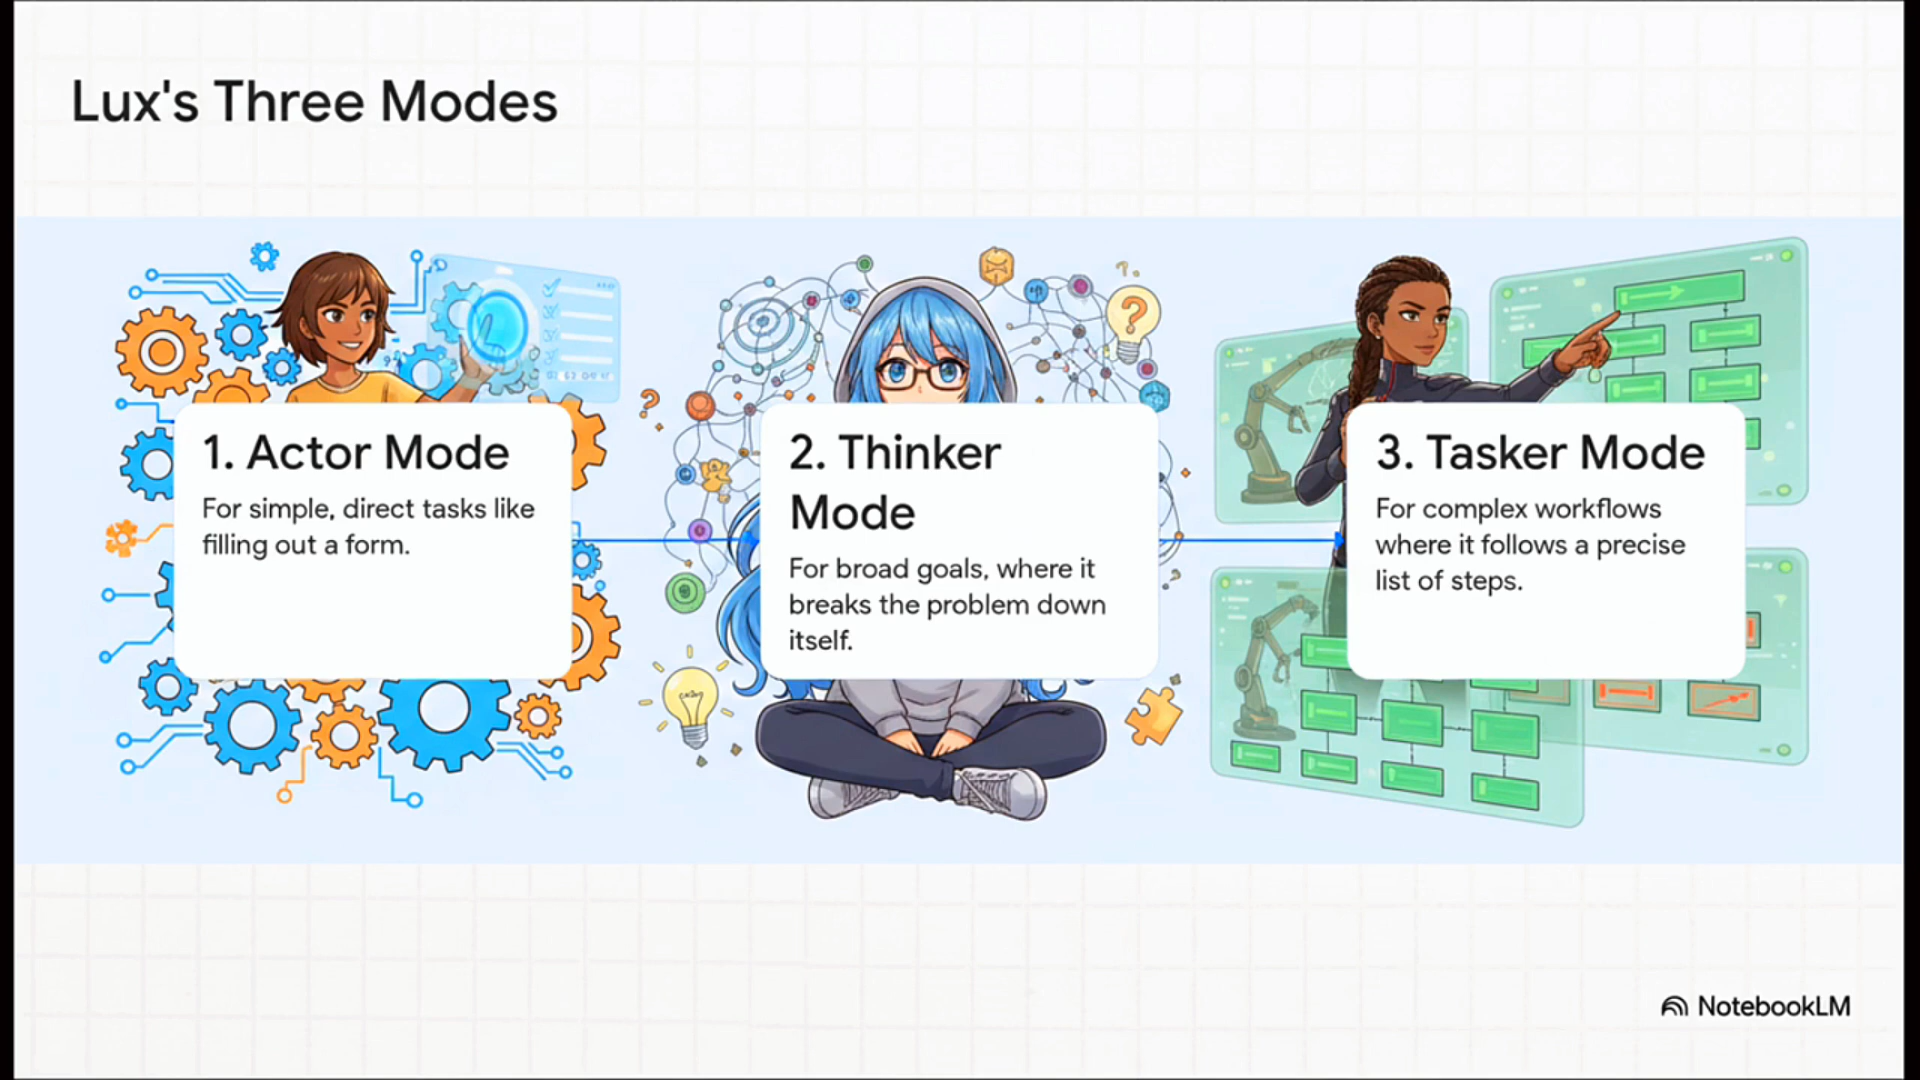 Lux's Three Modes
1. Actor Mode
For simple, direct tasks like
filling out a form.
2. Thinker
Mode
For broad goals, where it
breaks the problem down
itself.
3. Tasker Mode
For complex workflows
where it follows a precise
list of steps.
NotebookLM